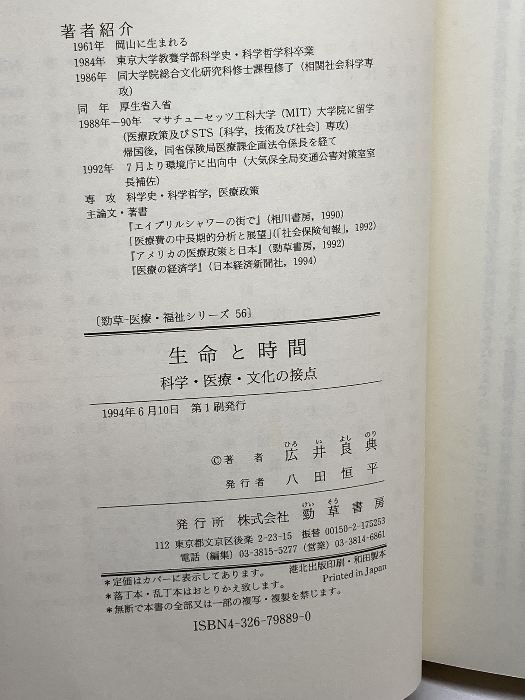 著者紹介
1961年 岡山に生まれる
1984年 東京大学教養学部科学史・科学哲学科卒業
1986年 同大学院総合文化研究科修士課程修了（相関社会科学専
攻）
同 年 厚生省入省
1988年－90年 マサチューセッツ工科大学（MIT）大学院に留学
（医療政策及びSTS〔科学，技術及び社会〕専攻）
帰国後，同省保険局医療課企画法令係長を経て
1992年 7月より環境庁に出向中（大気保全局交通公害対策室室
長補佐）
専 攻 科学史・科学哲学，医療政策
主論文・著書
『エイプリルシャワーの街で』（相川書房，1990）
「医療費の中長期的分析と展望」（「社会保険旬報」，1992）
『アメリカの医療政策と日本』（勁草書房，1992）
『医療の経済学』（日本経済新聞社，1994）
〔勁草-医療・福祉シリーズ 56〕
生命と時間
科学・医療・文化の接点
1994年6月10日 第1刷発行
ひろ い よし のり
©著 者 広 井 良 典
発行者 八 田 恒 平
けい そう
発行所 株式会社 勁草書房
112 東京都文京区後楽 2-23-15 振替 00150-2-175253
電話（編集）03-3815-5277（営業）03-3814-6861
港北出版印刷・和田製本
＊定価はカバーに表示してあります。
＊落丁本・乱丁本はおとりかえ致します。 Printed in Japan
＊無断で本書の全部又は一部の複写・複製を禁じます。
ISBN4-326-79889-0